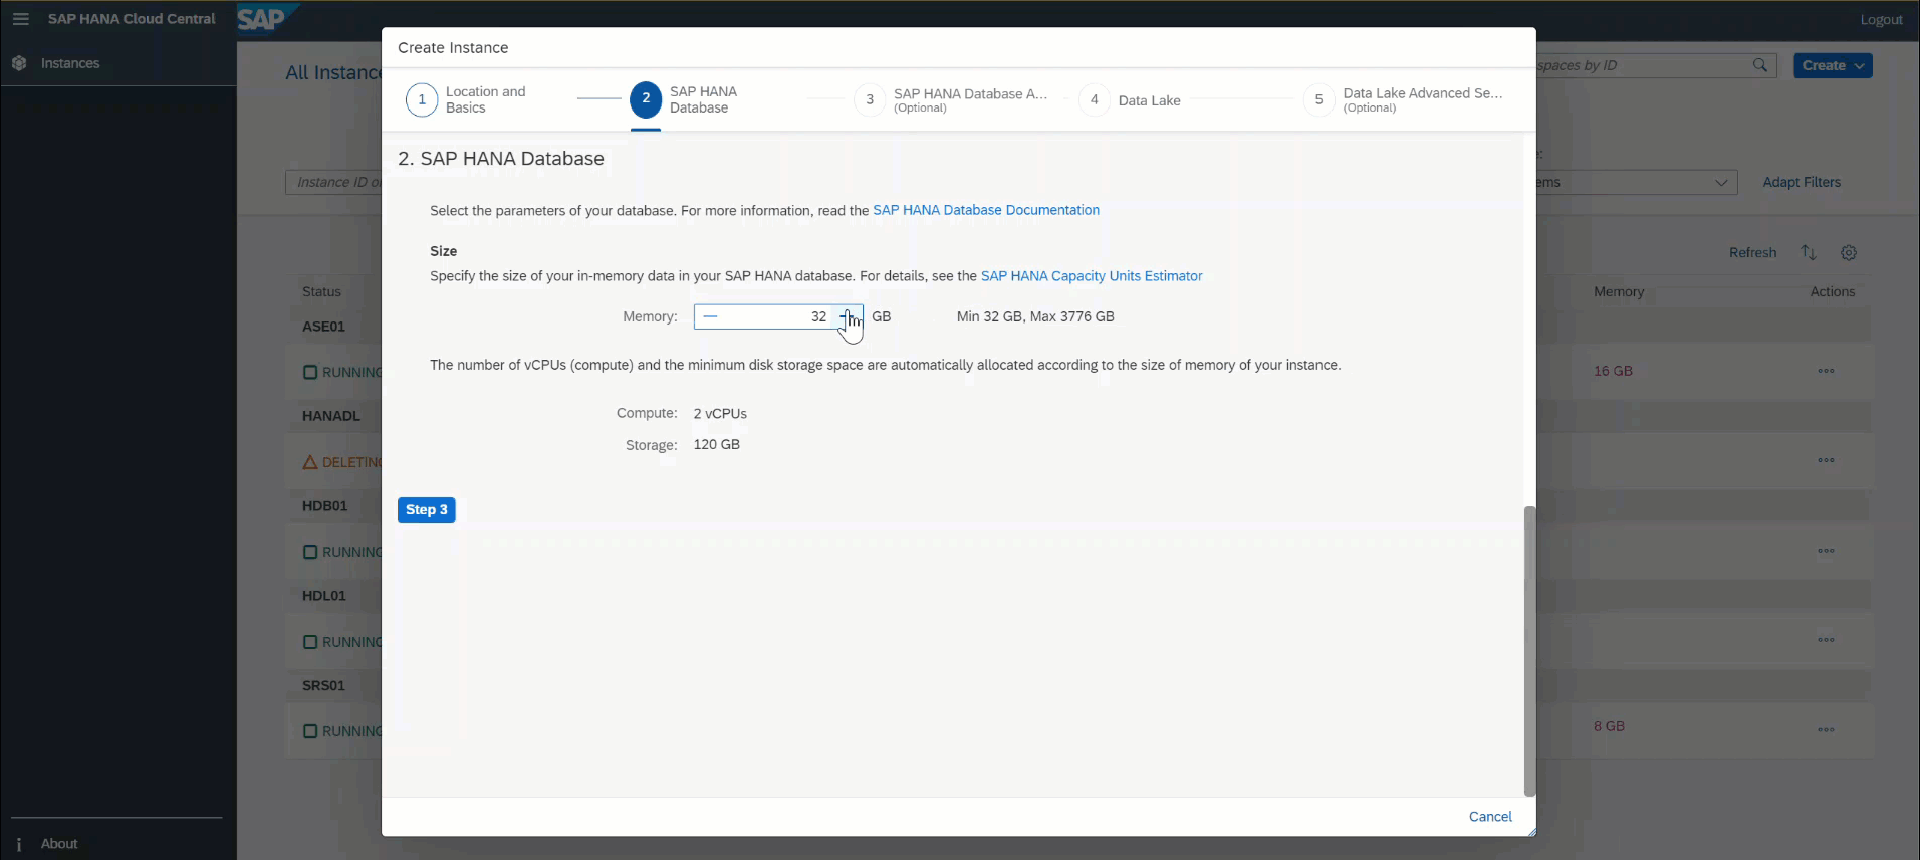 SAP HANA Cloud Central
SAP
Logout
Instances
All Instance
spaces by ID
Create
Create Instance
1 Location and Basics
2 SAP HANA Database
3 SAP HANA Database A... (Optional)
4 Data Lake
5 Data Lake Advanced Se... (Optional)
2. SAP HANA Database
Instance ID o
ems
Adapt Filters
Select the parameters of your database. For more information, read the SAP HANA Database Documentation
Size
Refresh
Specify the size of your in-memory data in your SAP HANA database. For details, see the SAP HANA Capacity Units Estimator
Status
Memory
Actions
Memory: 32 GB Min 32 GB, Max 3776 GB
ASE01
The number of vCPUs (compute) and the minimum disk storage space are automatically allocated according to the size of memory of your instance.
RUNNING
16 GB
HANADL
Compute: 2 vCPUs
Storage: 120 GB
DELETING
HDB01
Step 3
RUNNING
HDL01
RUNNING
SRS01
RUNNING
8 GB
Cancel
About